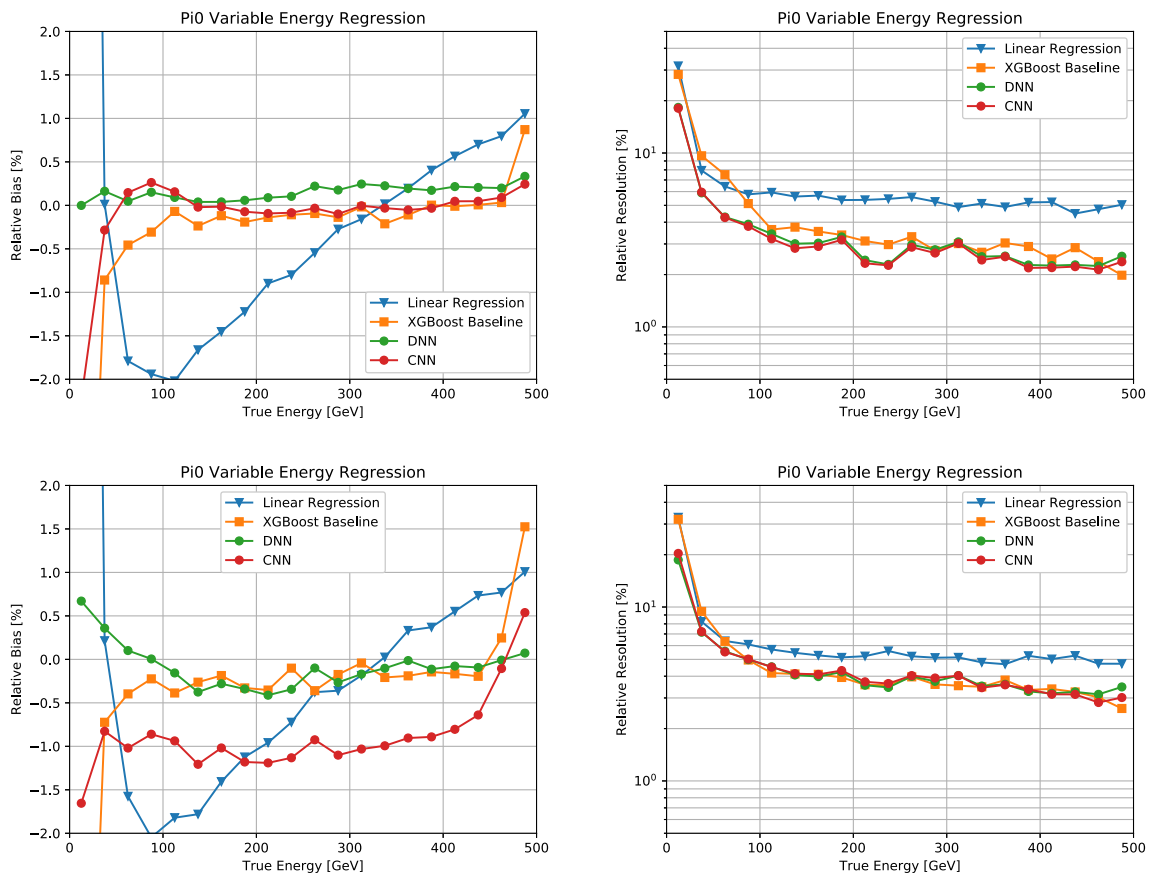 Pi0 Variable Energy Regression
2.0
1.5
1.0
0.5
0.0
−0.5
−1.0
−1.5
−2.0
Relative Bias [%]
Linear Regression
XGBoost Baseline
DNN
CNN
0 100 200 300 400 500
True Energy [GeV]
Pi0 Variable Energy Regression
10¹
10⁰
Relative Resolution [%]
Linear Regression
XGBoost Baseline
DNN
CNN
0 100 200 300 400 500
True Energy [GeV]
Pi0 Variable Energy Regression
2.0
1.5
1.0
0.5
0.0
−0.5
−1.0
−1.5
−2.0
Relative Bias [%]
Linear Regression
XGBoost Baseline
DNN
CNN
0 100 200 300 400 500
True Energy [GeV]
Pi0 Variable Energy Regression
10¹
10⁰
Relative Resolution [%]
Linear Regression
XGBoost Baseline
DNN
CNN
0 100 200 300 400 500
True Energy [GeV]